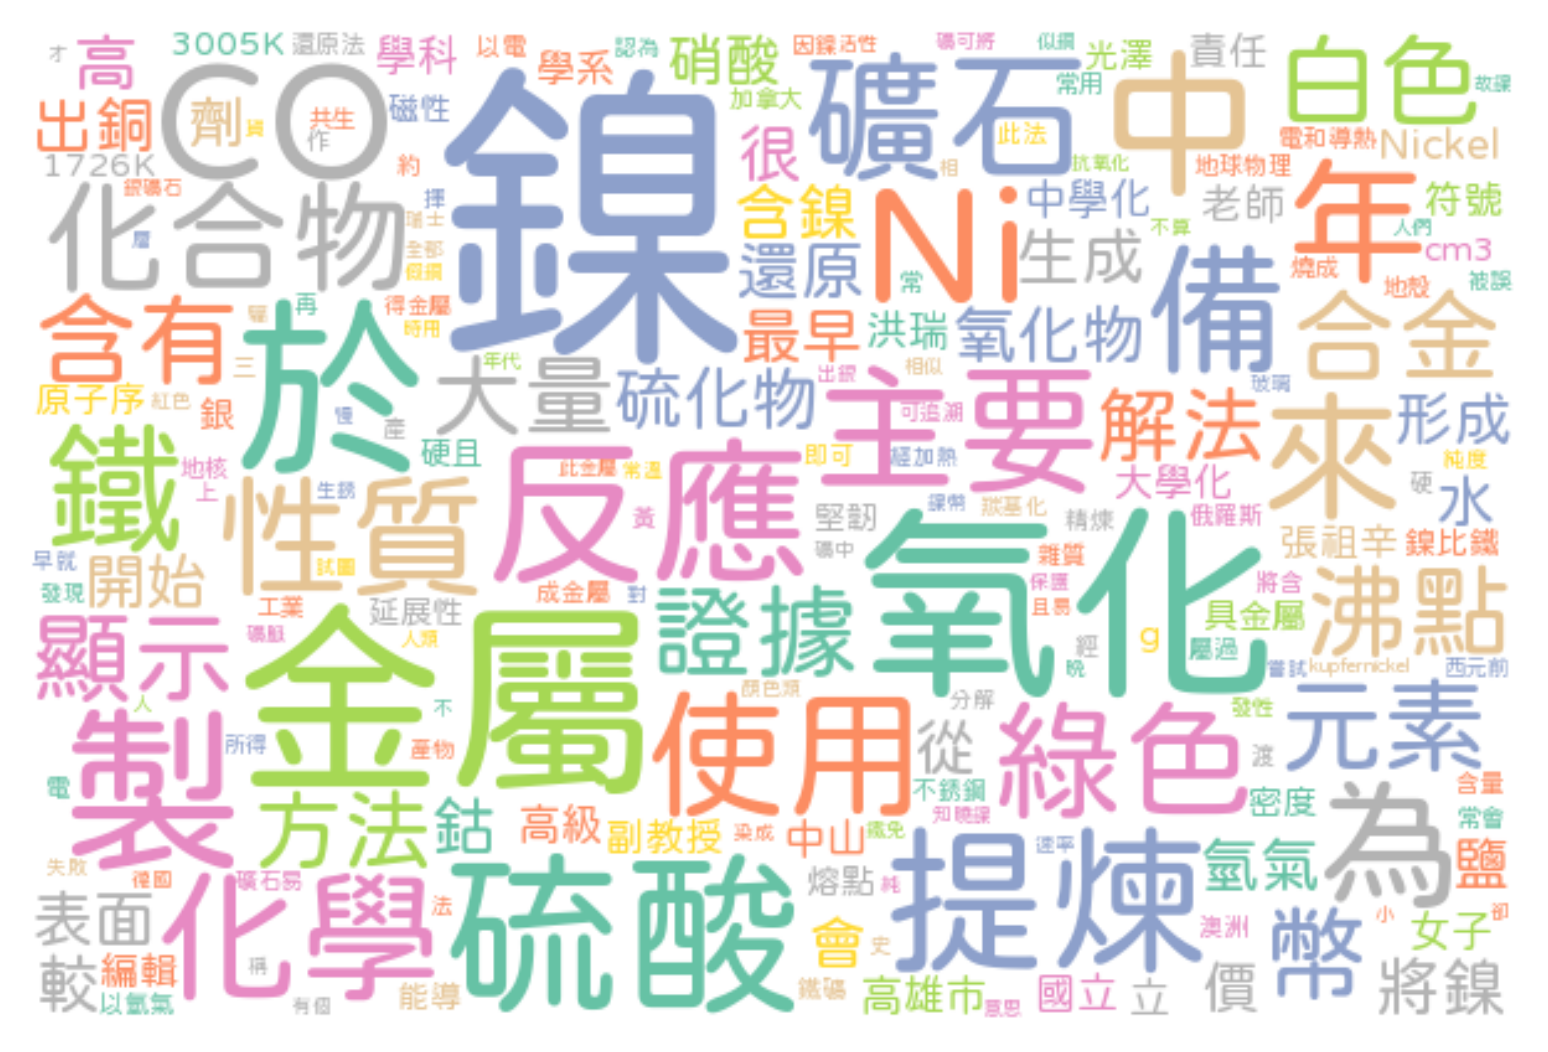 高
3005K
還原法
學科
以電
學系
認為
硝酸
因鎳活性
礦可將
似銅
光澤
常用
責任
白色
出銅
CO
劑
共生
作
磁性
鎳
加拿大
礦石
此法
中
電和導熱
Nickel
1726K
銀礦石
約
很
相
抗氧化
地球物理
化合物
揮
瑞士
全部
假銅
含鎳
Ni
中學化
老師
不算
年
符號
人們
cm3
還原
常
生成
備
燒成
地殼
被誤
含有
再
於
得金屬
時用
最早
洪瑞
氧化物
合金
三
年代
大量
硫化物
出銀
相似
主要
可追溯
玻璃
原子序
紅色
銀
產
硬且
解法
來
形成
鐵
地核
上
性質
生銹
反應
此金屬
常溫
即可
經加熱
大學化
純度
硬
水
黃
堅韌
鎳幣
羰基化
精煉
俄羅斯
早就
發現
開始
試圖
礦中
氧化
雜質
張祖辛
鎳比鐵
工業
延展性
成金屬
對
證據
保護
且易
將含
具金屬
沸點
顯示
礦脈
金屬
人類
經
g
屬過
晚
嘗試
kupfernickel
西元前
人
不
顏色類
分解
發性
製
所得
產物
使用
從
綠色
渡
元素
電
方法
鈷
高級
副教授
染成
中山
不銹鋼
知曉
密度
為
含量
常會
失敗
德國
礦石易
提煉
速率
氫氣
鹽
表面
化學
法
硫酸
熔點
純
會
史
澳洲
幣
小
卻
女子
較
編輯
稱
以氫氣
有個
能導
鐵礦
高雄市
意思
國立
立
價
將鎳